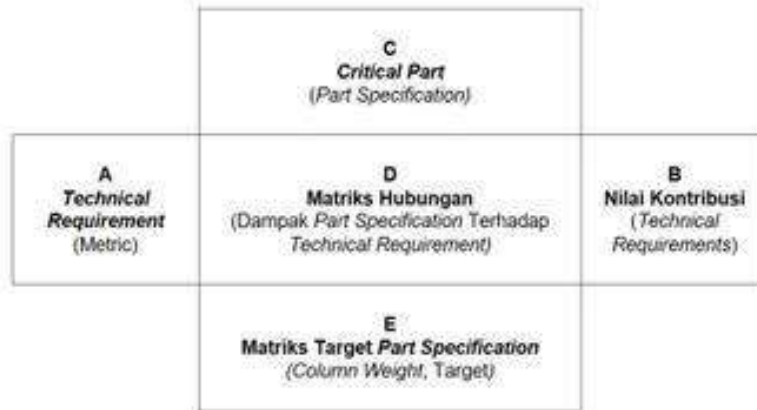 C
Critical Part
(Part Specification)
A
Technical
Requirement
(Metric)
D
Matriks Hubungan
(Dampak Part Specification Terhadap
Technical Requirement)
B
Nilai Kontribusi
(Technical
Requirements)
E
Matriks Target Part Specification
(Column Weight, Target)